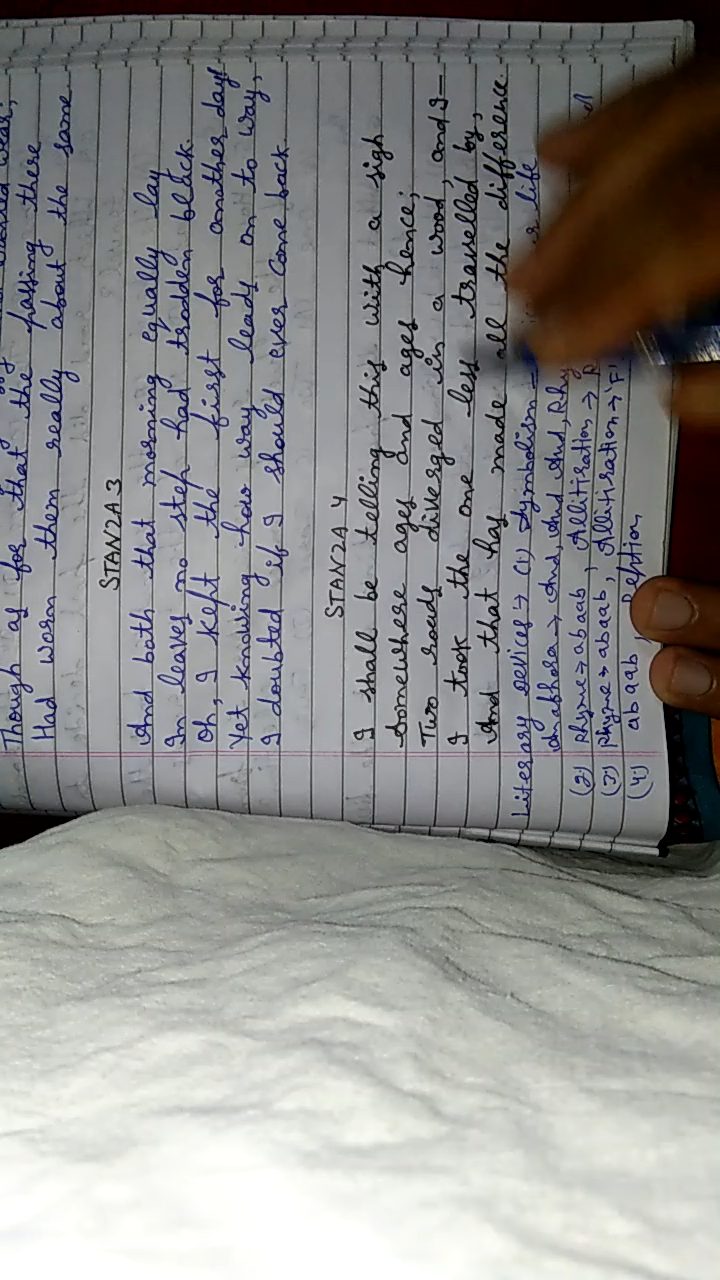 Though as for that the passing there
Had worn them really about the same
STANZA 3
And both that morning equally lay
In leaves no step had trodden black.
Oh, I kept the first for another day!
Yet knowing how way leads on to way,
I doubted if I should ever come back
STANZA 4
I shall be telling this with a sigh
Somewhere ages and ages hence;
Two roads diverged in a wood, and I-
I took the one less travelled by,
And that has made all the difference.
Literary devices → (1) Symbolism life
Anaphora → And, And And And, Rhy
(2) Rhyme → abaab, Allitiration →
(3) Rhyme → abaab, Allitiration → 'F'
(4) abaab,